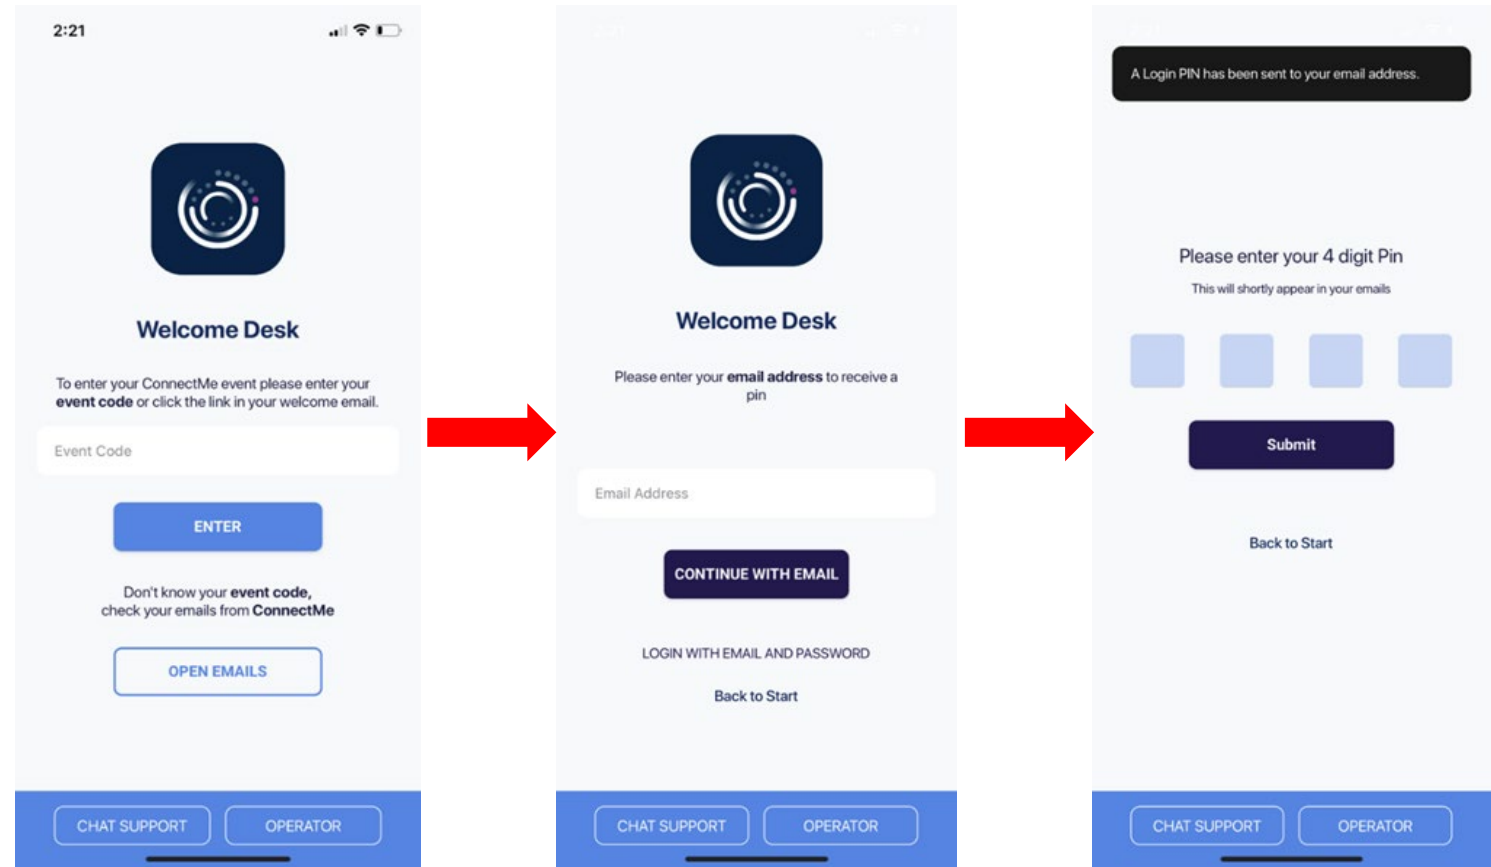 2:21
Welcome Desk
To enter your ConnectMe event please enter your
event code or click the link in your welcome email.
Event Code
ENTER
Don't know your event code,
check your emails from ConnectMe
OPEN EMAILS
CHAT SUPPORT
OPERATOR
Welcome Desk
Please enter your email address to receive a
pin
Email Address
CONTINUE WITH EMAIL
LOGIN WITH EMAIL AND PASSWORD
Back to Start
CHAT SUPPORT
OPERATOR
A Login PIN has been sent to your email address.
Please enter your 4 digit Pin
This will shortly appear in your emails
Submit
Back to Start
CHAT SUPPORT
OPERATOR